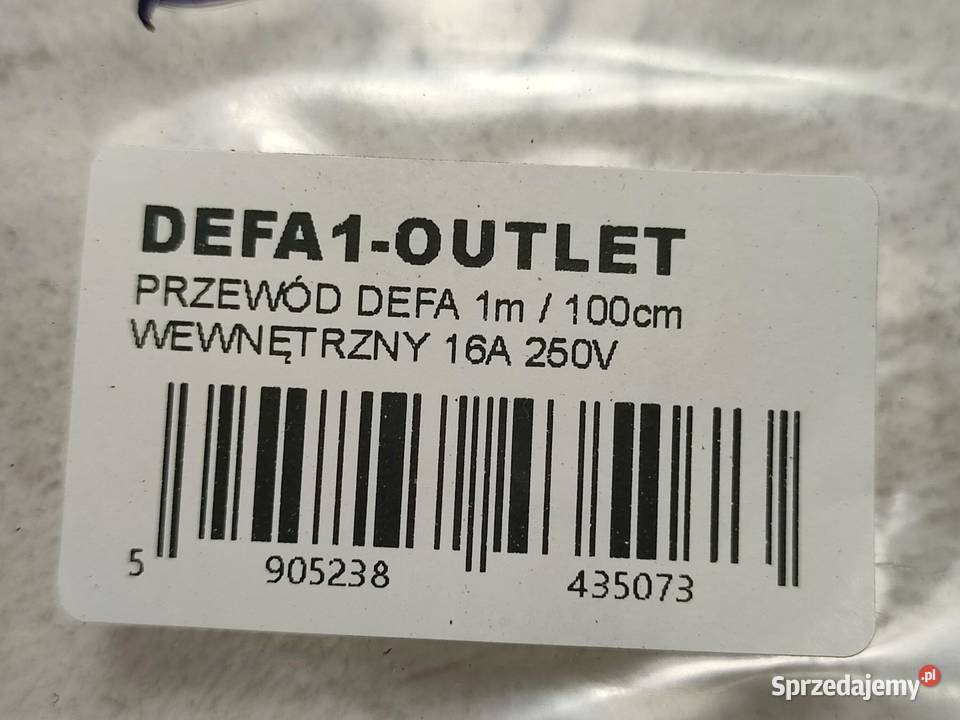 DEFA1-OUTLET
PRZEWÓD DEFA 1m / 100cm
WEWNĘTRZNY 16A 250V
5 905238 435073
Sprzedajemy.pl